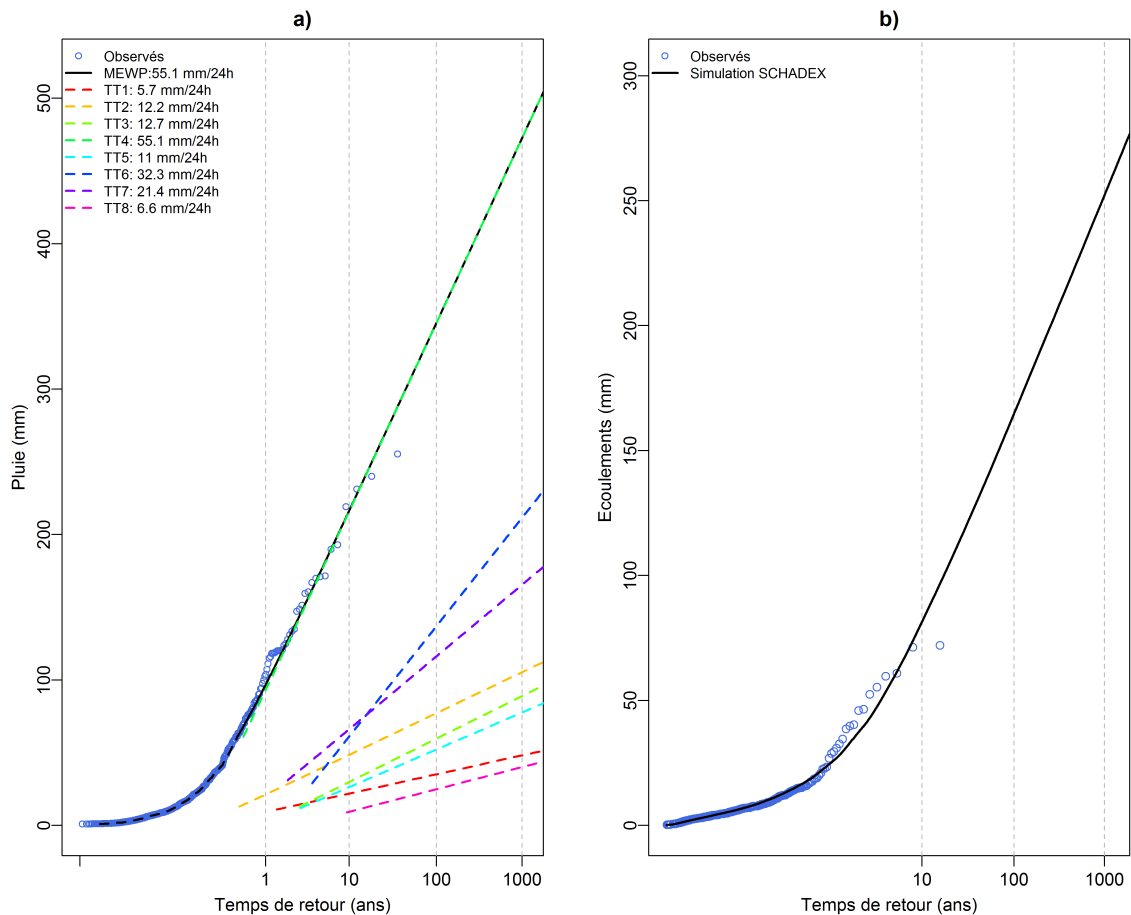 a)
Observés
MEWP:55.1 mm/24h
TT1: 5.7 mm/24h
TT2: 12.2 mm/24h
TT3: 12.7 mm/24h
TT4: 55.1 mm/24h
TT5: 11 mm/24h
TT6: 32.3 mm/24h
TT7: 21.4 mm/24h
TT8: 6.6 mm/24h
Pluie (mm)
500
400
300
200
100
0
1 10 100 1000
Temps de retour (ans)
b)
Observés
Simulation SCHADEX
Ecoulements (mm)
300
250
200
150
100
50
0
10 100 1000
Temps de retour (ans)